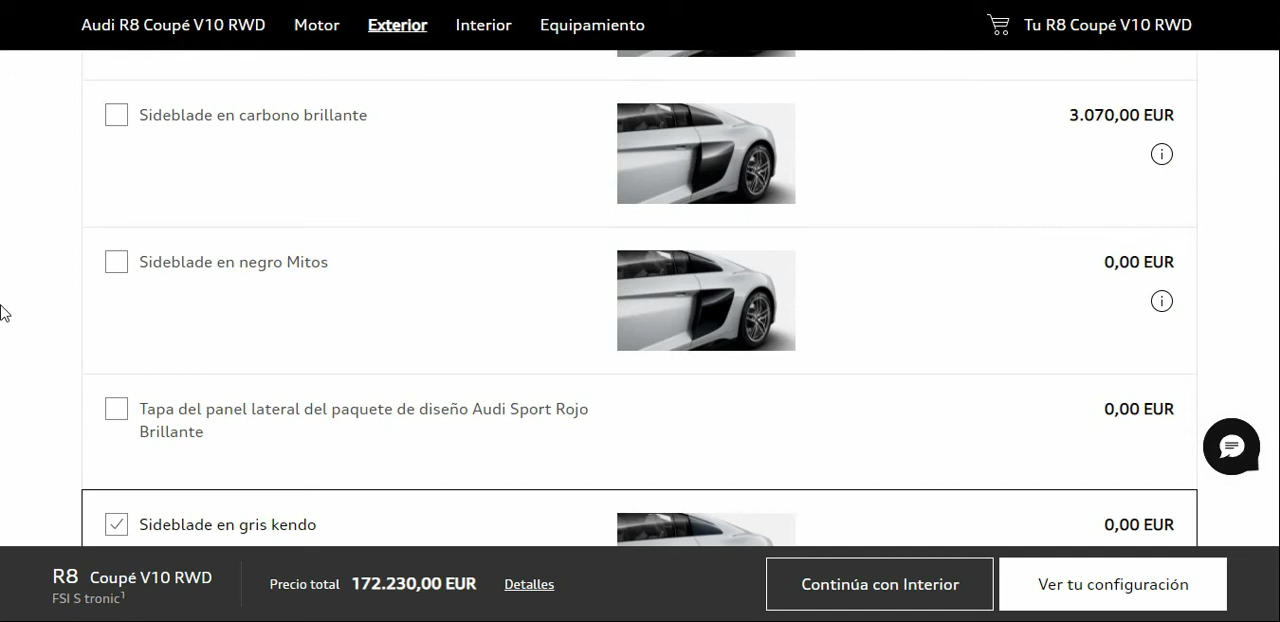 Audi R8 Coupé V10 RWD Motor Exterior Interior Equipamiento Tu R8 Coupé V10 RWD
Sideblade en carbono brillante 3.070,00 EUR
Sideblade en negro Mitos 0,00 EUR
Tapa del panel lateral del paquete de diseño Audi Sport Rojo 0,00 EUR
Brillante
Sideblade en gris kendo 0,00 EUR
R8 Coupé V10 RWD Precio total 172.230,00 EUR Detalles Continúa con Interior Ver tu configuración
FSI S tronic¹